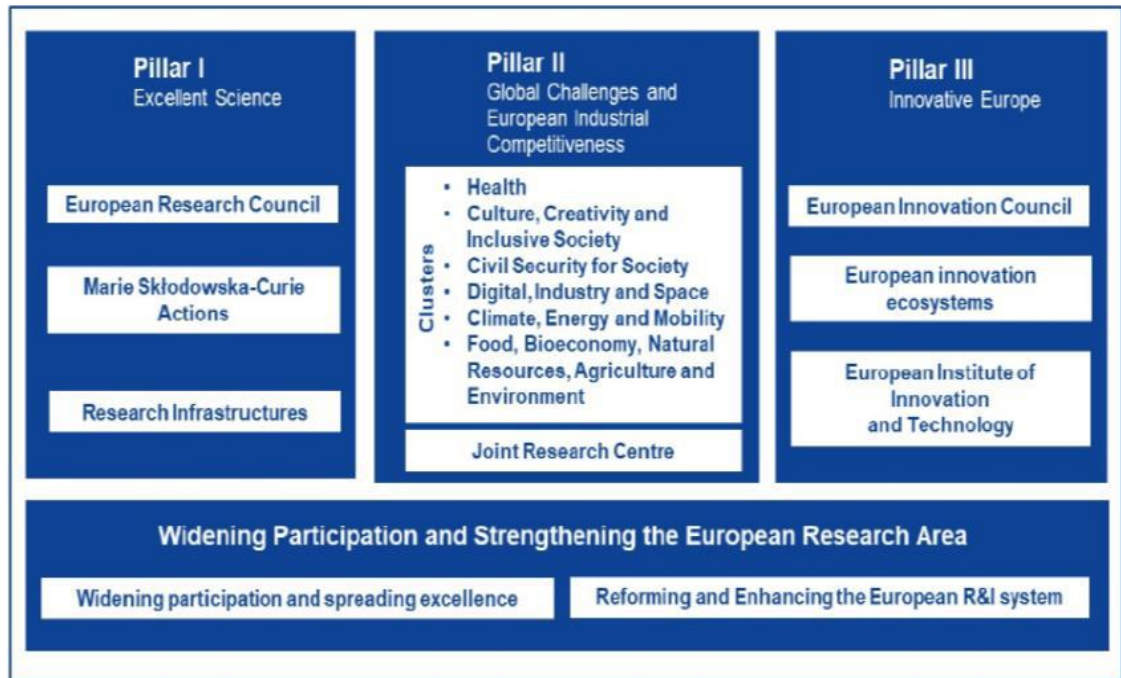 Pillar I
Excellent Science
European Research Council
Marie Skłodowska-Curie
Actions
Research Infrastructures
Pillar II
Global Challenges and
European Industrial
Competitiveness
Clusters
• Health
• Culture, Creativity and
Inclusive Society
• Civil Security for Society
• Digital, Industry and Space
• Climate, Energy and Mobility
• Food, Bioeconomy, Natural
Resources, Agriculture and
Environment
Joint Research Centre
Pillar III
Innovative Europe
European Innovation Council
European innovation
ecosystems
European Institute of
Innovation
and Technology
Widening Participation and Strengthening the European Research Area
Widening participation and spreading excellence
Reforming and Enhancing the European R&I system